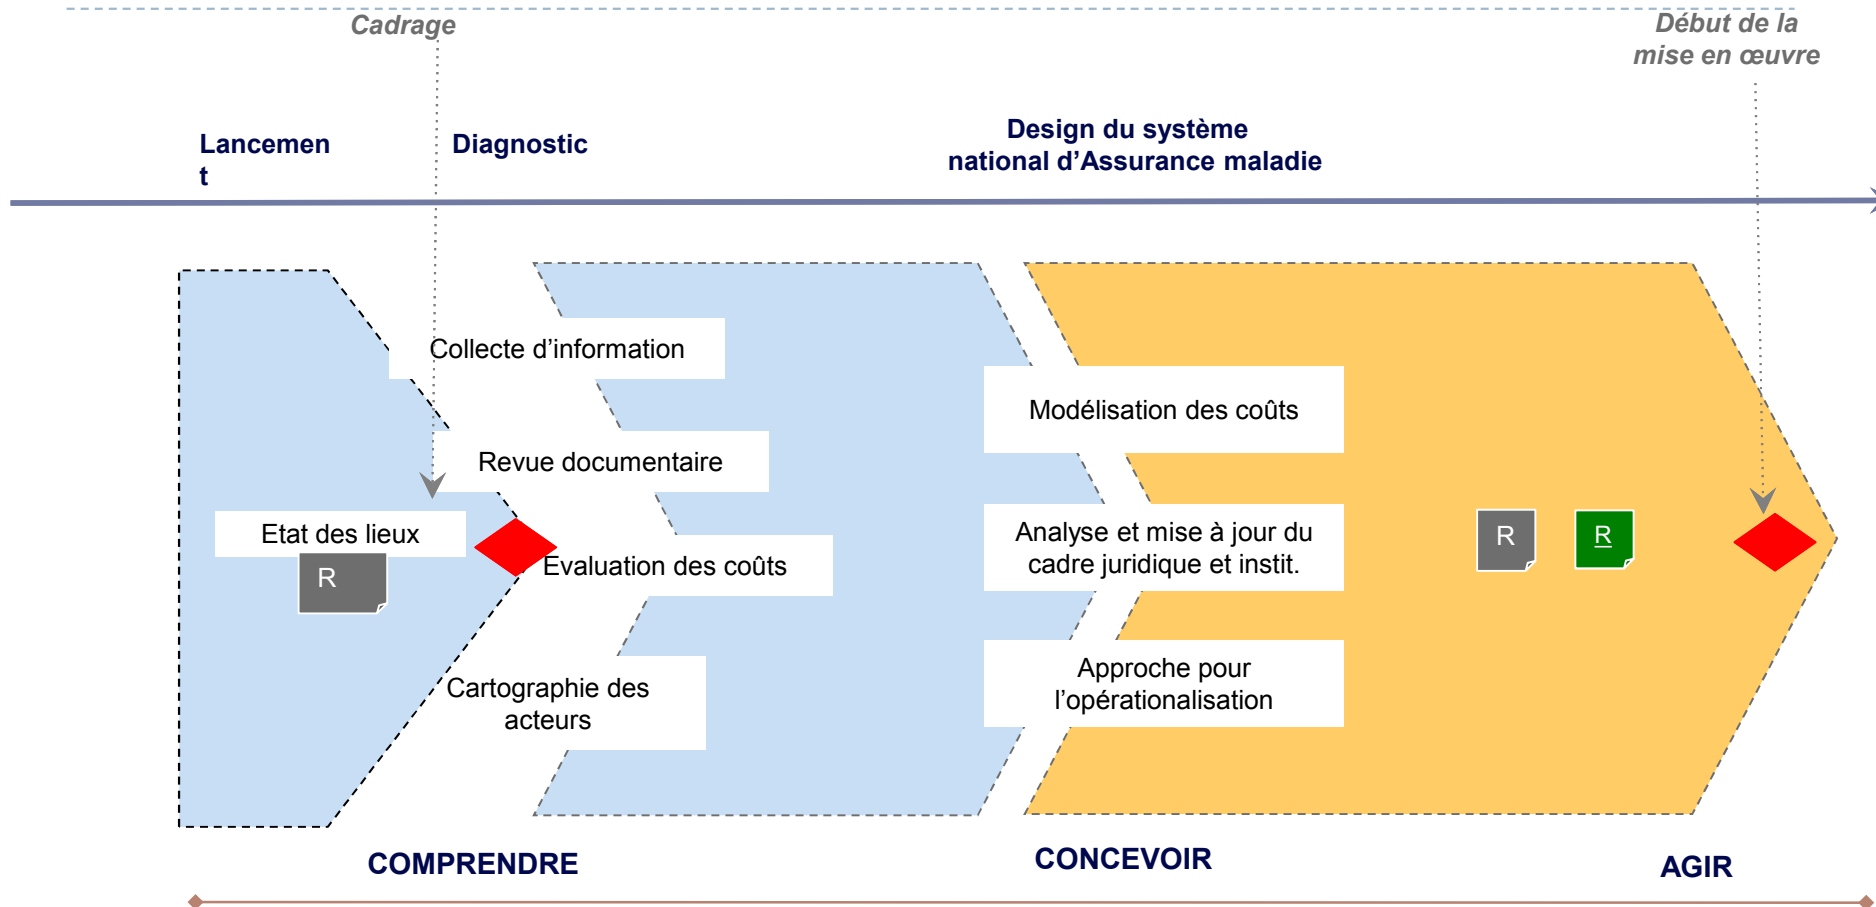 Cadrage
Début de la
mise en œuvre
Lancemen
t
Diagnostic
Design du système
national d’Assurance maladie
Collecte d’information
Revue documentaire
Etat des lieux
R
Evaluation des coûts
Cartographie des
acteurs
Modélisation des coûts
Analyse et mise à jour du
cadre juridique et instit.
Approche pour
l’opérationalisation
R
R
COMPRENDRE
CONCEVOIR
AGIR